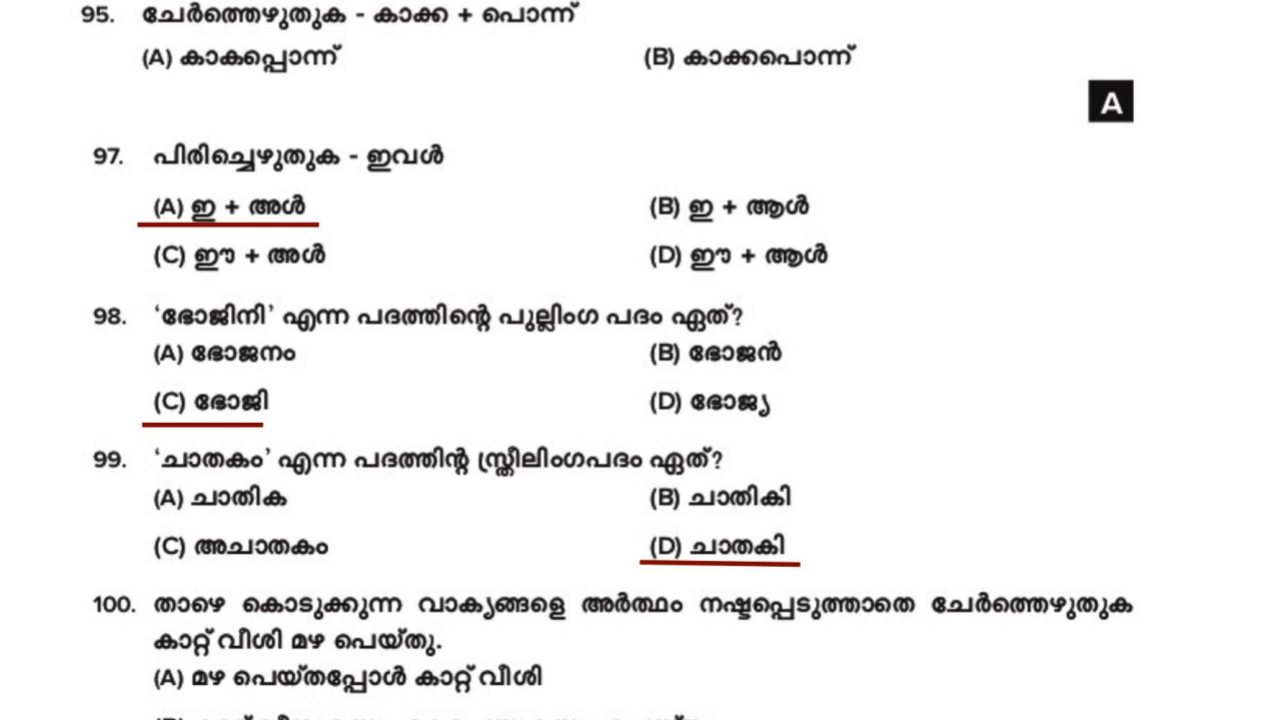 95. ചേർത്തെഴുതുക - കാക്ക + പൊന്ന്
(A) കാകപ്പൊന്ന് (B) കാക്കപൊന്ന്
A
97. പിരിച്ചെഴുതുക - ഇവൾ
(A) ഇ + അൾ (B) ഇ + ആൾ
(C) ഈ + അൾ (D) ഈ + ആൾ
98. ‘ഭോജിനി’ എന്ന പദത്തിന്റെ പുല്ലിംഗ പദം ഏത്?
(A) ഭോജനം (B) ഭോജൻ
(C) ഭോജി (D) ഭോജ്യ
99. ‘ചാതകം’ എന്ന പദത്തിന്റ സ്ത്രീലിംഗപദം ഏത്?
(A) ചാതിക (B) ചാതികി
(C) അചാതകം (D) ചാതകി
100. താഴെ കൊടുക്കുന്ന വാക്യങ്ങളെ അർത്ഥം നഷ്ടപ്പെടുത്താതെ ചേർത്തെഴുതുക
കാറ്റ് വീശി മഴ പെയ്തു.
(A) മഴ പെയ്തപ്പോൾ കാറ്റ് വീശി